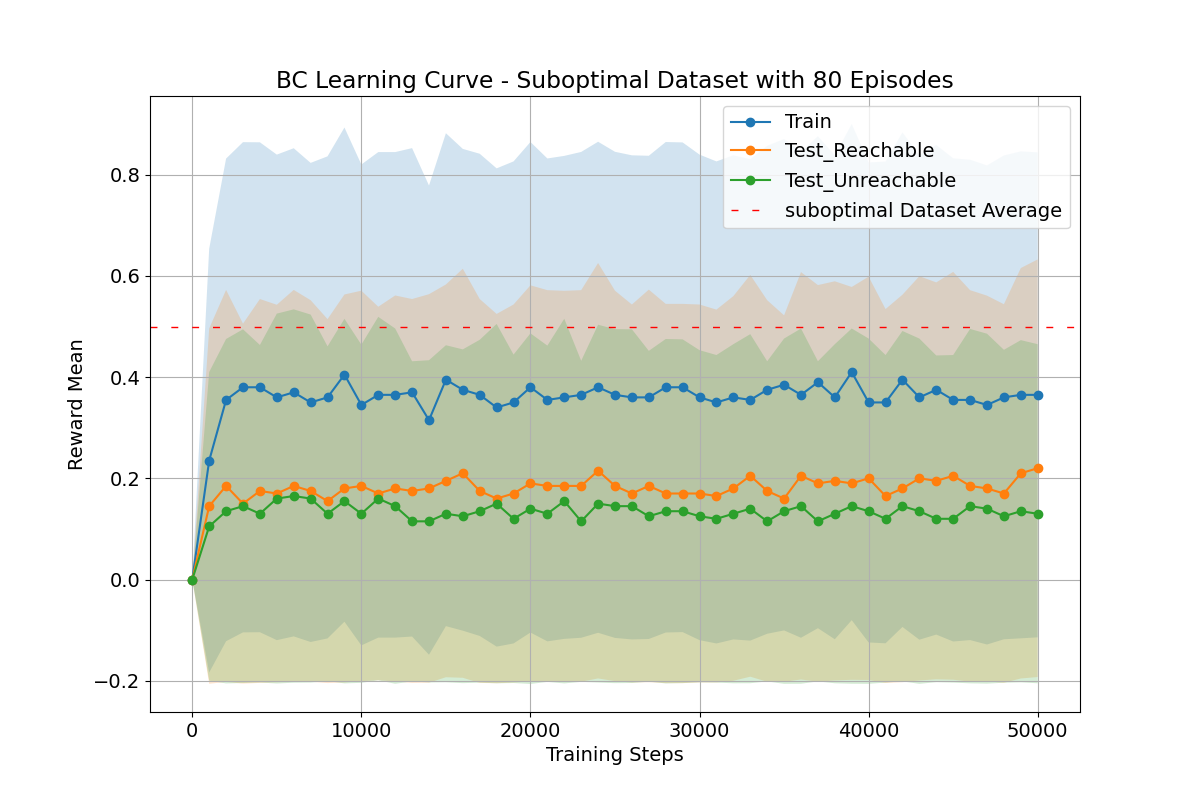 BC Learning Curve - Suboptimal Dataset with 80 Episodes
Train
Test_Reachable
Test_Unreachable
suboptimal Dataset Average
Reward Mean
0.8
0.6
0.4
0.2
0.0
−0.2
0 10000 20000 30000 40000 50000
Training Steps